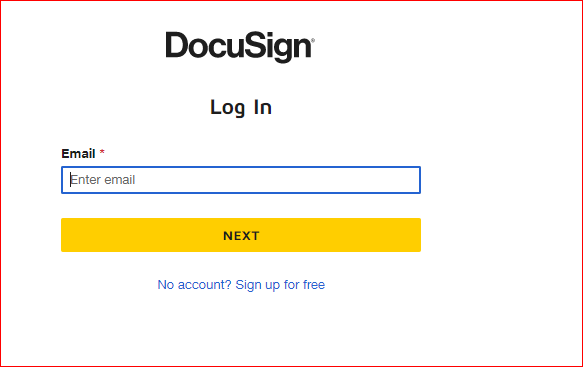 DocuSign®
Log In
Email *
Enter email
NEXT
No account? Sign up for free